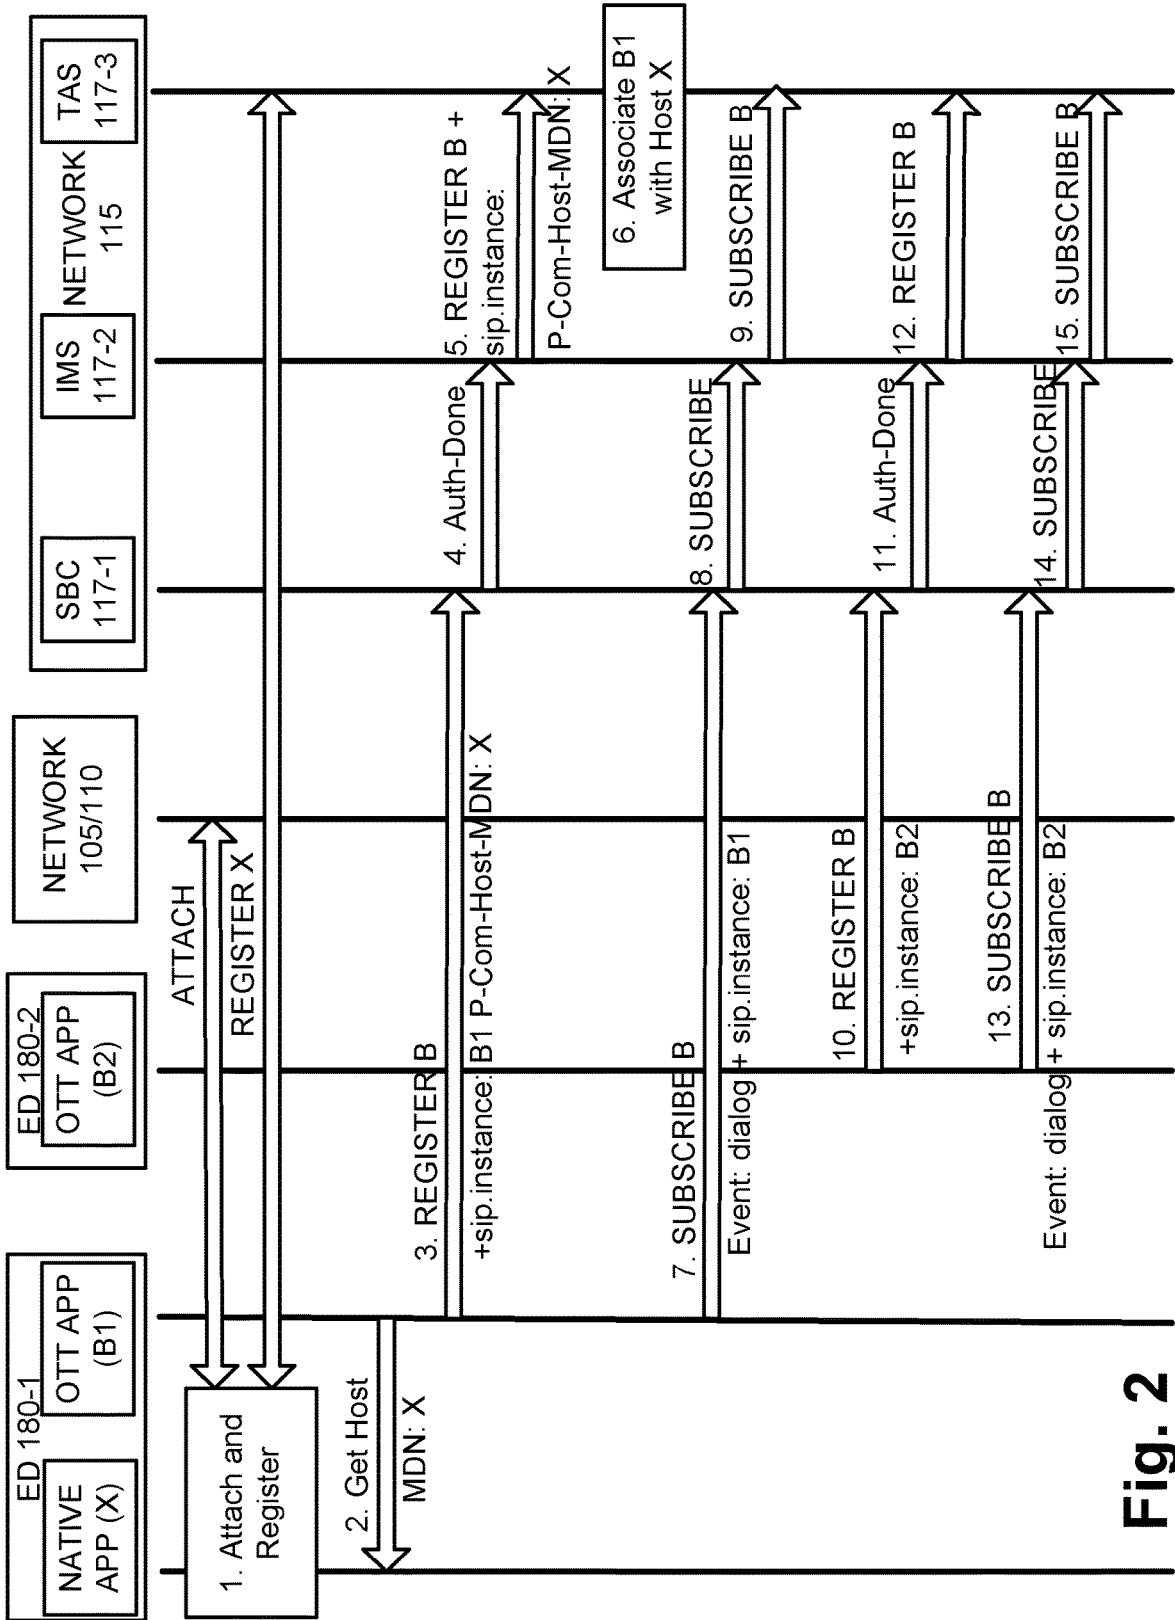 ED 180-1
NATIVE
APP (X)
OTT APP
(B1)
ED 180-2
OTT APP
(B2)
NETWORK
105/110
SBC
117-1
IMS
117-2
NETWORK
115
TAS
117-3
1. Attach and
Register
ATTACH
REGISTER X
2. Get Host
MDN: X
3. REGISTER B
+sip.instance: B1 P-Com-Host-MDN: X
4. Auth-Done
5. REGISTER B +
sip.instance:
P-Com-Host-MDN: X
6. Associate B1
with Host X
7. SUBSCRIBE B
Event: dialog + sip.instance: B1
8. SUBSCRIBE
9. SUBSCRIBE B
10. REGISTER B
+sip.instance: B2
11. Auth-Done
12. REGISTER B
13. SUBSCRIBE B
Event: dialog + sip.instance: B2
14. SUBSCRIBE
15. SUBSCRIBE B
Fig. 2